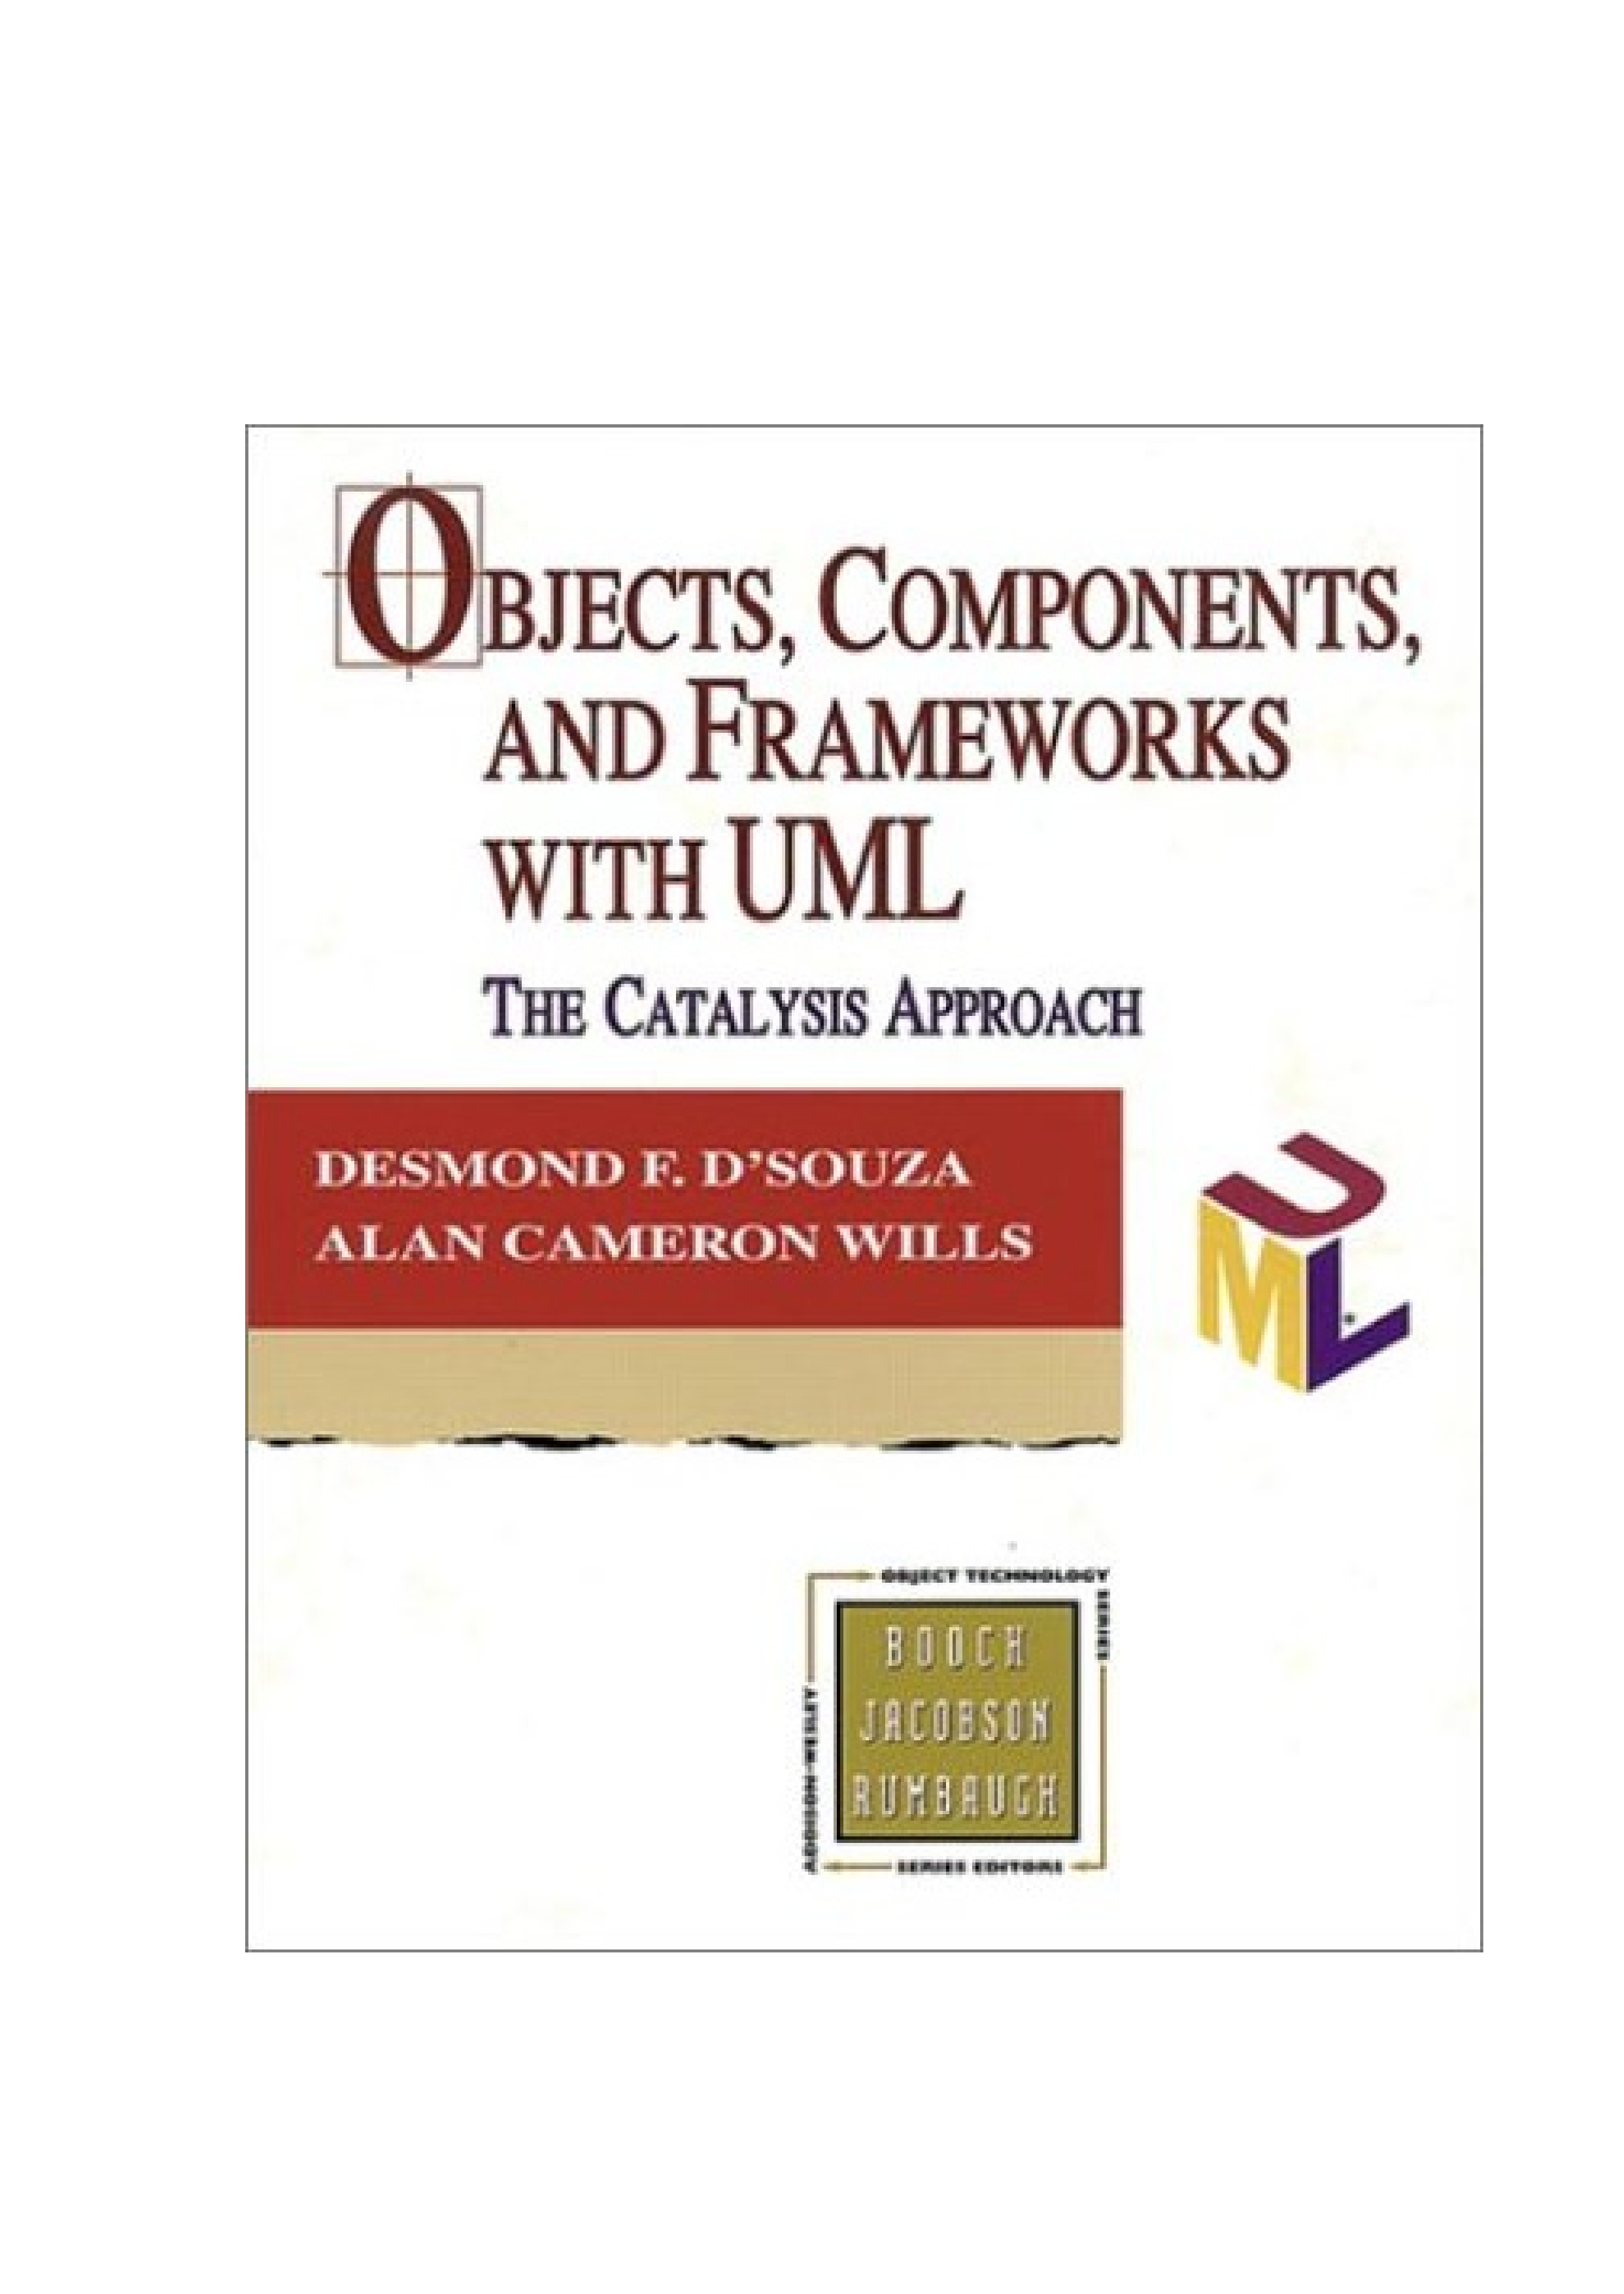 OBJECTS, COMPONENTS,
AND FRAMEWORKS
WITH UML
THE CATALYSIS APPROACH
DESMOND F. D'SOUZA
ALAN CAMERON WILLS
UML
OBJECT TECHNOLOGY
SERIES
BOOCH
JACOBSON
RUMBAUGH
ADDISON-WESLEY
SERIES EDITORS